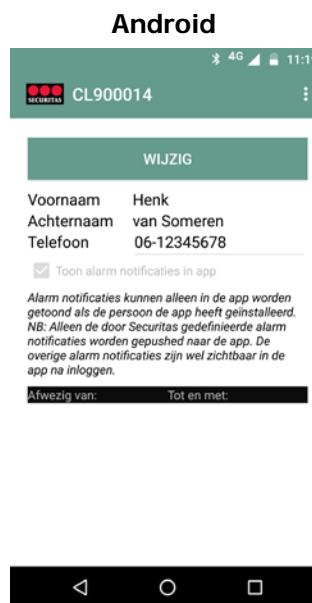 Android
4G 11:1
SECURITAS CL900014
WIJZIG
Voornaam Henk
Achternaam van Someren
Telefoon 06-12345678
Toon alarm notificaties in app
Alarm notificaties kunnen alleen in de app worden
getoond als de persoon de app heeft geïnstalleerd.
NB: Alleen de door Securitas gedefinieerde alarm
notificaties worden gepushed naar de app. De
overige alarm notificaties zijn wel zichtbaar in de
app na inloggen.
Afwezig van: Tot en met: